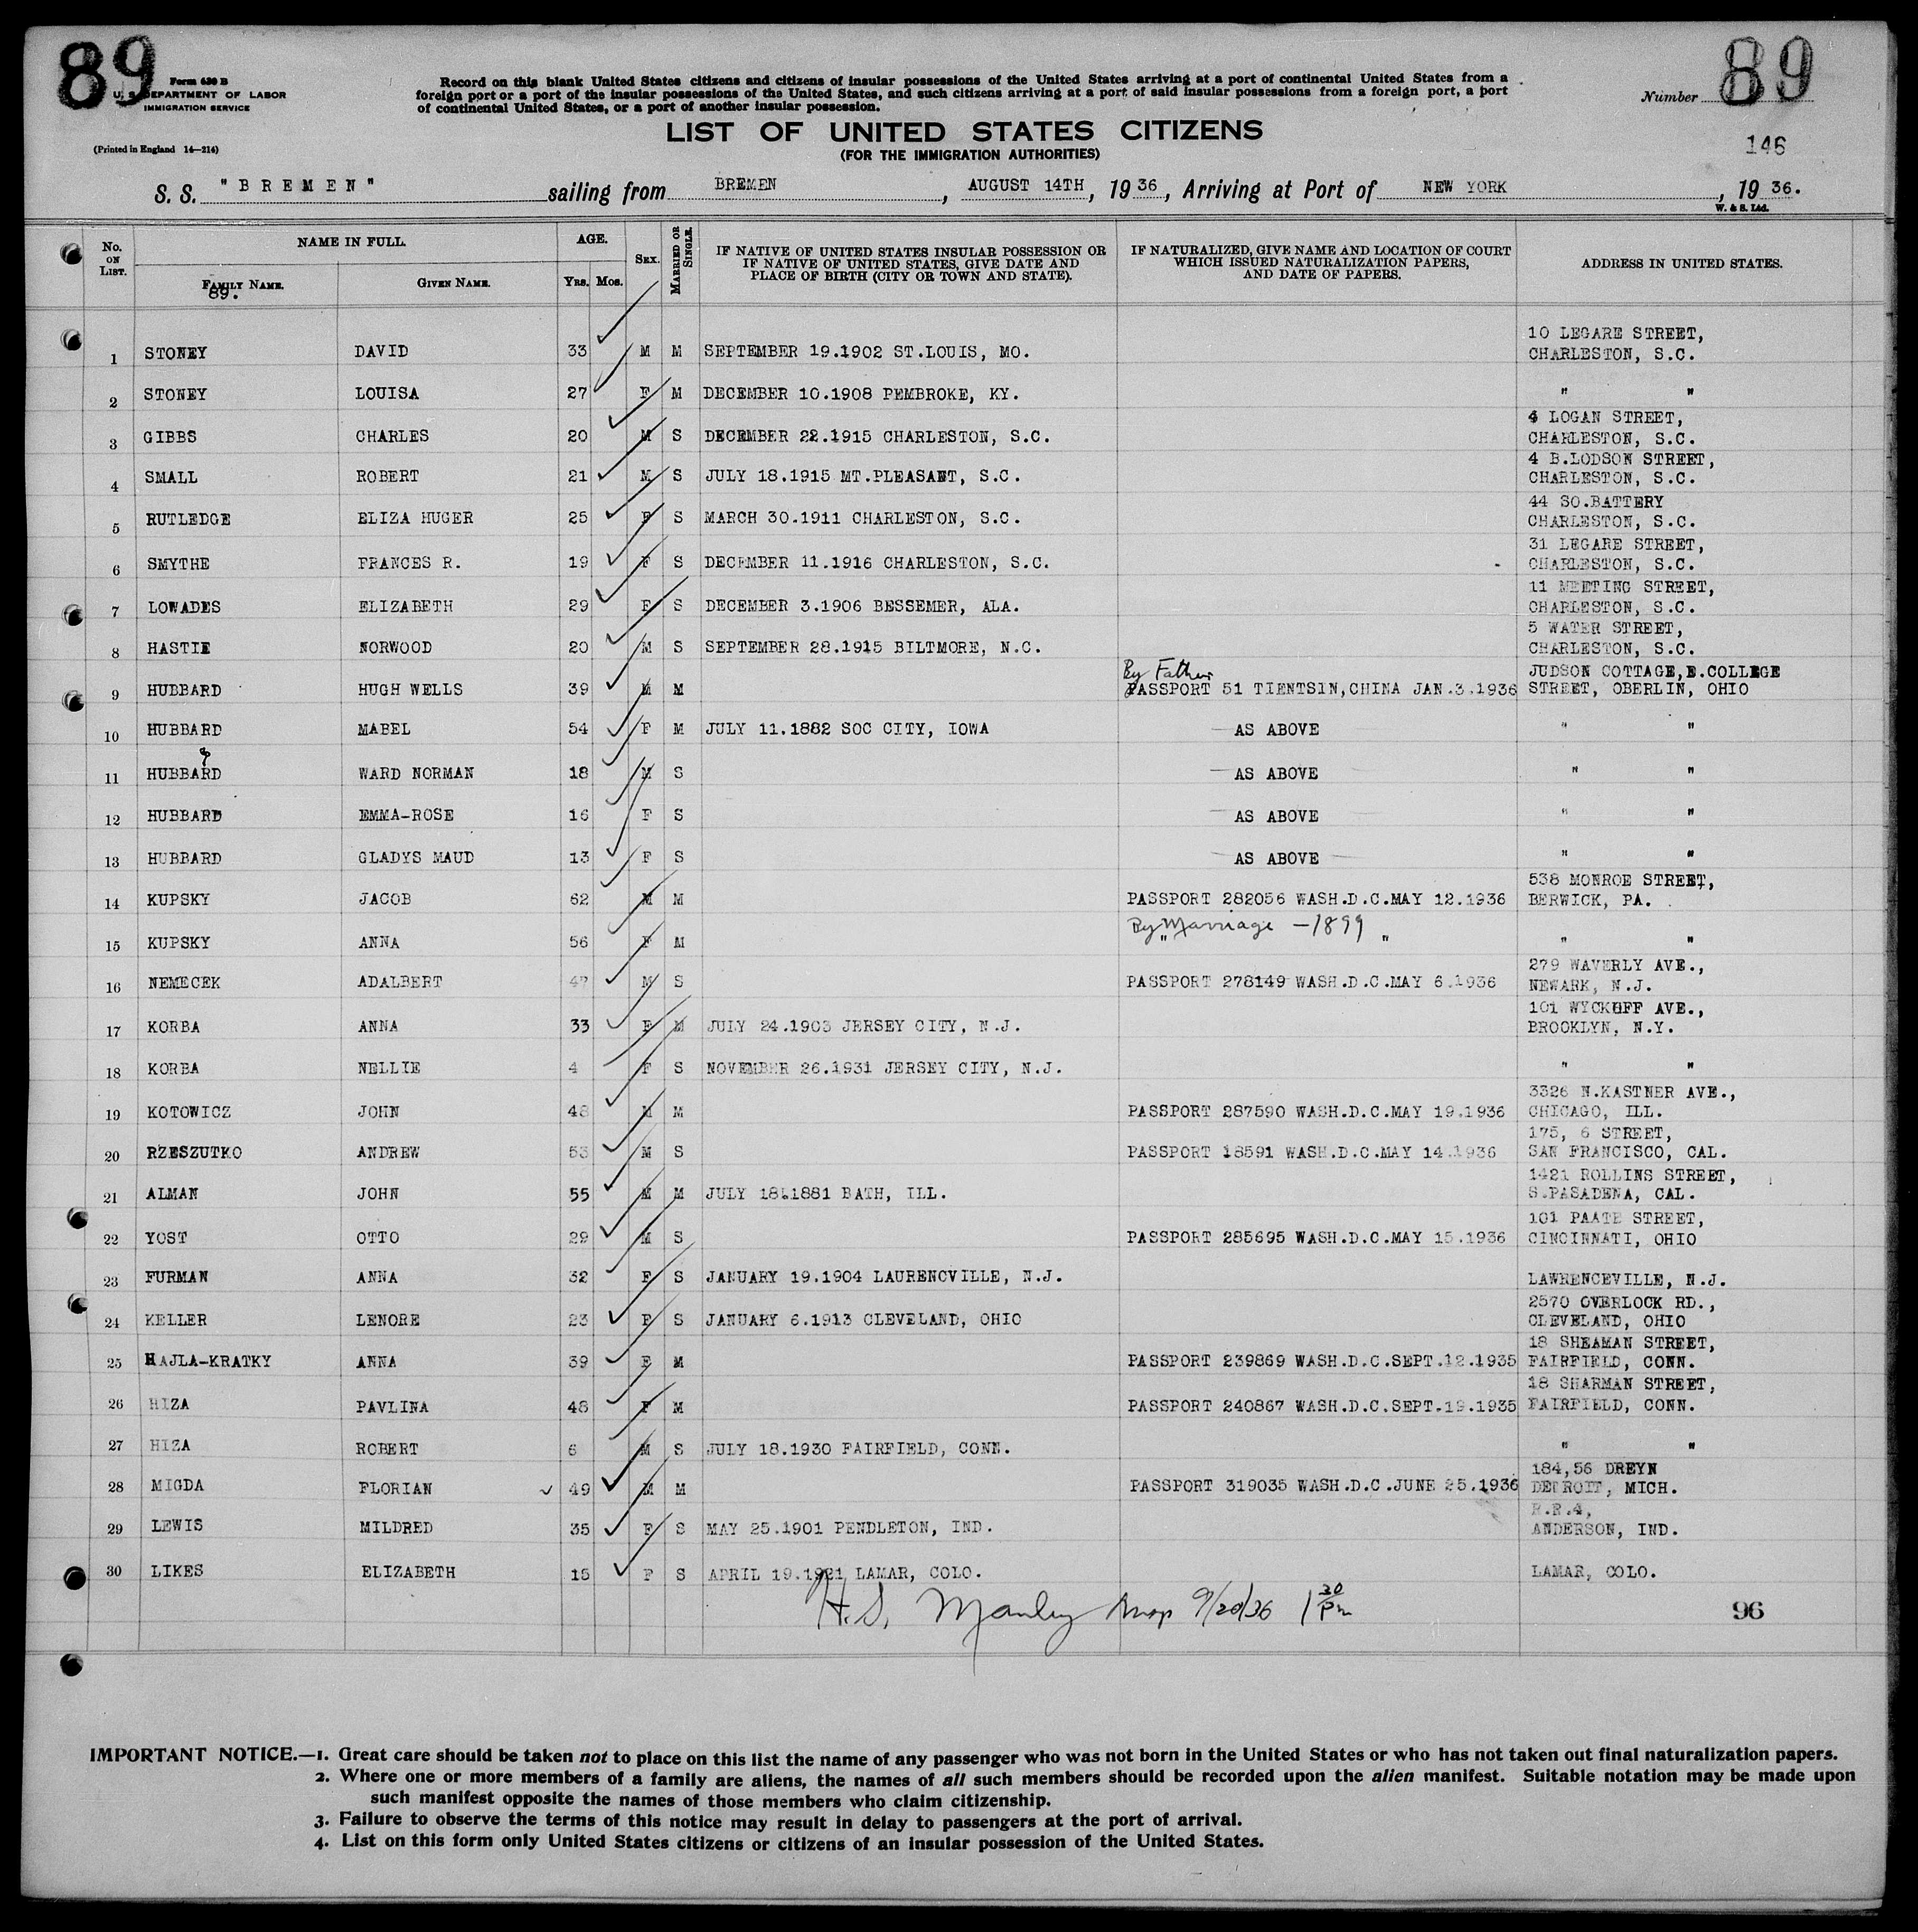 89
89
Form 630 B
U. S. DEPARTMENT OF LABOR
IMMIGRATION SERVICE
(Printed in England 14—214)
Record on this blank United States citizens and citizens of insular possessions of the United States arriving at a port of continental United States from a
foreign port or a port of the insular possessions of the United States, and such citizens arriving at a port of said insular possessions from a foreign port, a port
of continental United States, or a port of another insular possession.
Number
LIST OF UNITED STATES CITIZENS
(FOR THE IMMIGRATION AUTHORITIES)
146
S. S. "BREMEN" sailing from BREMEN, AUGUST 14TH, 1936, Arriving at Port of NEW YORK, 1936.
W. & S. Ltd.
No. ON LIST. NAME IN FULL. AGE. SEX. MARRIED OR SINGLE. IF NATIVE OF UNITED STATES INSULAR POSSESSION OR IF NATIVE OF UNITED STATES, GIVE DATE AND PLACE OF BIRTH (CITY OR TOWN AND STATE). IF NATURALIZED, GIVE NAME AND LOCATION OF COURT WHICH ISSUED NATURALIZATION PAPERS, AND DATE OF PAPERS. ADDRESS IN UNITED STATES.
FAMILY NAME. GIVEN NAME. YRS. MOS.
89.
1 STONEY DAVID 33 M M SEPTEMBER 19.1902 ST.LOUIS, MO. 10 LEGARE STREET, CHARLESTON, S.C.
2 STONEY LOUISA 27 F M DECEMBER 10.1908 PEMBROKE, KY. " "
3 GIBBS CHARLES 20 M S DECEMBER 22.1915 CHARLESTON, S.C. 4 LOGAN STREET, CHARLESTON, S.C.
4 SMALL ROBERT 21 M S JULY 18.1915 MT.PLEASANT, S.C. 4 B.LODSON STREET, CHARLESTON, S.C.
5 RUTLEDGE ELIZA HUGER 25 F S MARCH 30.1911 CHARLESTON, S.C. 44 SO.BATTERY CHARLESTON, S.C.
6 SMYTHE FRANCES R. 19 F S DECEMBER 11.1916 CHARLESTON, S.C. 31 LEGARE STREET, CHARLESTON, S.C.
7 LOWADES ELIZABETH 29 F S DECEMBER 3.1906 BESSEMER, ALA. 11 MEETING STREET, CHARLESTON, S.C.
8 HASTIE NORWOOD 20 M S SEPTEMBER 28.1915 BILTMORE, N.C. 5 WATER STREET, CHARLESTON, S.C.
By Father
9 HUBBARD HUGH WELLS 39 M M PASSPORT 51 TIENTSIN,CHINA JAN.3.1936 JUDSON COTTAGE,E.COLLEGE STREET, OBERLIN, OHIO
10 HUBBARD MABEL 54 F M JULY 11.1882 SOC CITY, IOWA AS ABOVE " "
11 HUBBARD WARD NORMAN 18 M S AS ABOVE " "
12 HUBBARD EMMA-ROSE 16 F S AS ABOVE " "
13 HUBBARD GLADYS MAUD 13 F S AS ABOVE " "
14 KUPSKY JACOB 62 M M PASSPORT 282056 WASH.D.C.MAY 12.1936 538 MONROE STREET, BERWICK, PA.
By Marriage — 1899
15 KUPSKY ANNA 56 F M " " " "
16 NEMECEK ADALBERT 47 M S PASSPORT 278149 WASH.D.C.MAY 6.1936 279 WAVERLY AVE., NEWARK, N.J.
17 KORBA ANNA 33 F M JULY 24.1903 JERSEY CITY, N.J. 101 WYCKOFF AVE., BROOKLYN, N.Y.
18 KORBA NELLIE 4 F S NOVEMBER 26.1931 JERSEY CITY, N.J. " "
19 KOTOWICZ JOHN 48 M M PASSPORT 287590 WASH.D.C.MAY 19.1936 3326 N.KASTNER AVE., CHICAGO, ILL.
20 RZESZUTKO ANDREW 53 M S PASSPORT 18591 WASH.D.C.MAY 14.1936 175, 6 STREET, SAN FRANCISCO, CAL.
21 ALMAN JOHN 55 M M JULY 18.1881 BATH, ILL. 1421 ROLLINS STREET, S.PASADENA, CAL.
22 YOST OTTO 29 M S PASSPORT 285695 WASH.D.C.MAY 15.1936 101 PAATE STREET, CINCINNATI, OHIO
23 FURMAN ANNA 32 F S JANUARY 19.1904 LAURENCVILLE, N.J. LAWRENCEVILLE, N.J.
24 KELLER LENORE 23 F S JANUARY 6.1913 CLEVELAND, OHIO 2570 OVERLOCK RD., CLEVELAND, OHIO
25 HAJLA-KRATKY ANNA 39 F M PASSPORT 239869 WASH.D.C.SEPT.12.1935 18 SHEAMAN STREET, FAIRFIELD, CONN.
26 HIZA PAVLINA 48 F M PASSPORT 240867 WASH.D.C.SEPT.19.1935 18 SHARMAN STREET, FAIRFIELD, CONN.
27 HIZA ROBERT 6 M S JULY 18.1930 FAIRFIELD, CONN. " "
28 MIGDA FLORIAN 49 M M PASSPORT 319035 WASH.D.C.JUNE 25.1936 184,56 DREYN DETROIT, MICH.
29 LEWIS MILDRED 35 F S MAY 25.1901 PENDLETON, IND. R.R.4, ANDERSON, IND.
30 LIKES ELIZABETH 15 F S APRIL 19.1921 LAMAR, COLO. LAMAR, COLO.
H. S. Manley Insp 9/20/36 1 30 Pm
96
IMPORTANT NOTICE.—1. Great care should be taken not to place on this list the name of any passenger who was not born in the United States or who has not taken out final naturalization papers.
2. Where one or more members of a family are aliens, the names of all such members should be recorded upon the alien manifest. Suitable notation may be made upon
such manifest opposite the names of those members who claim citizenship.
3. Failure to observe the terms of this notice may result in delay to passengers at the port of arrival.
4. List on this form only United States citizens or citizens of an insular possession of the United States.